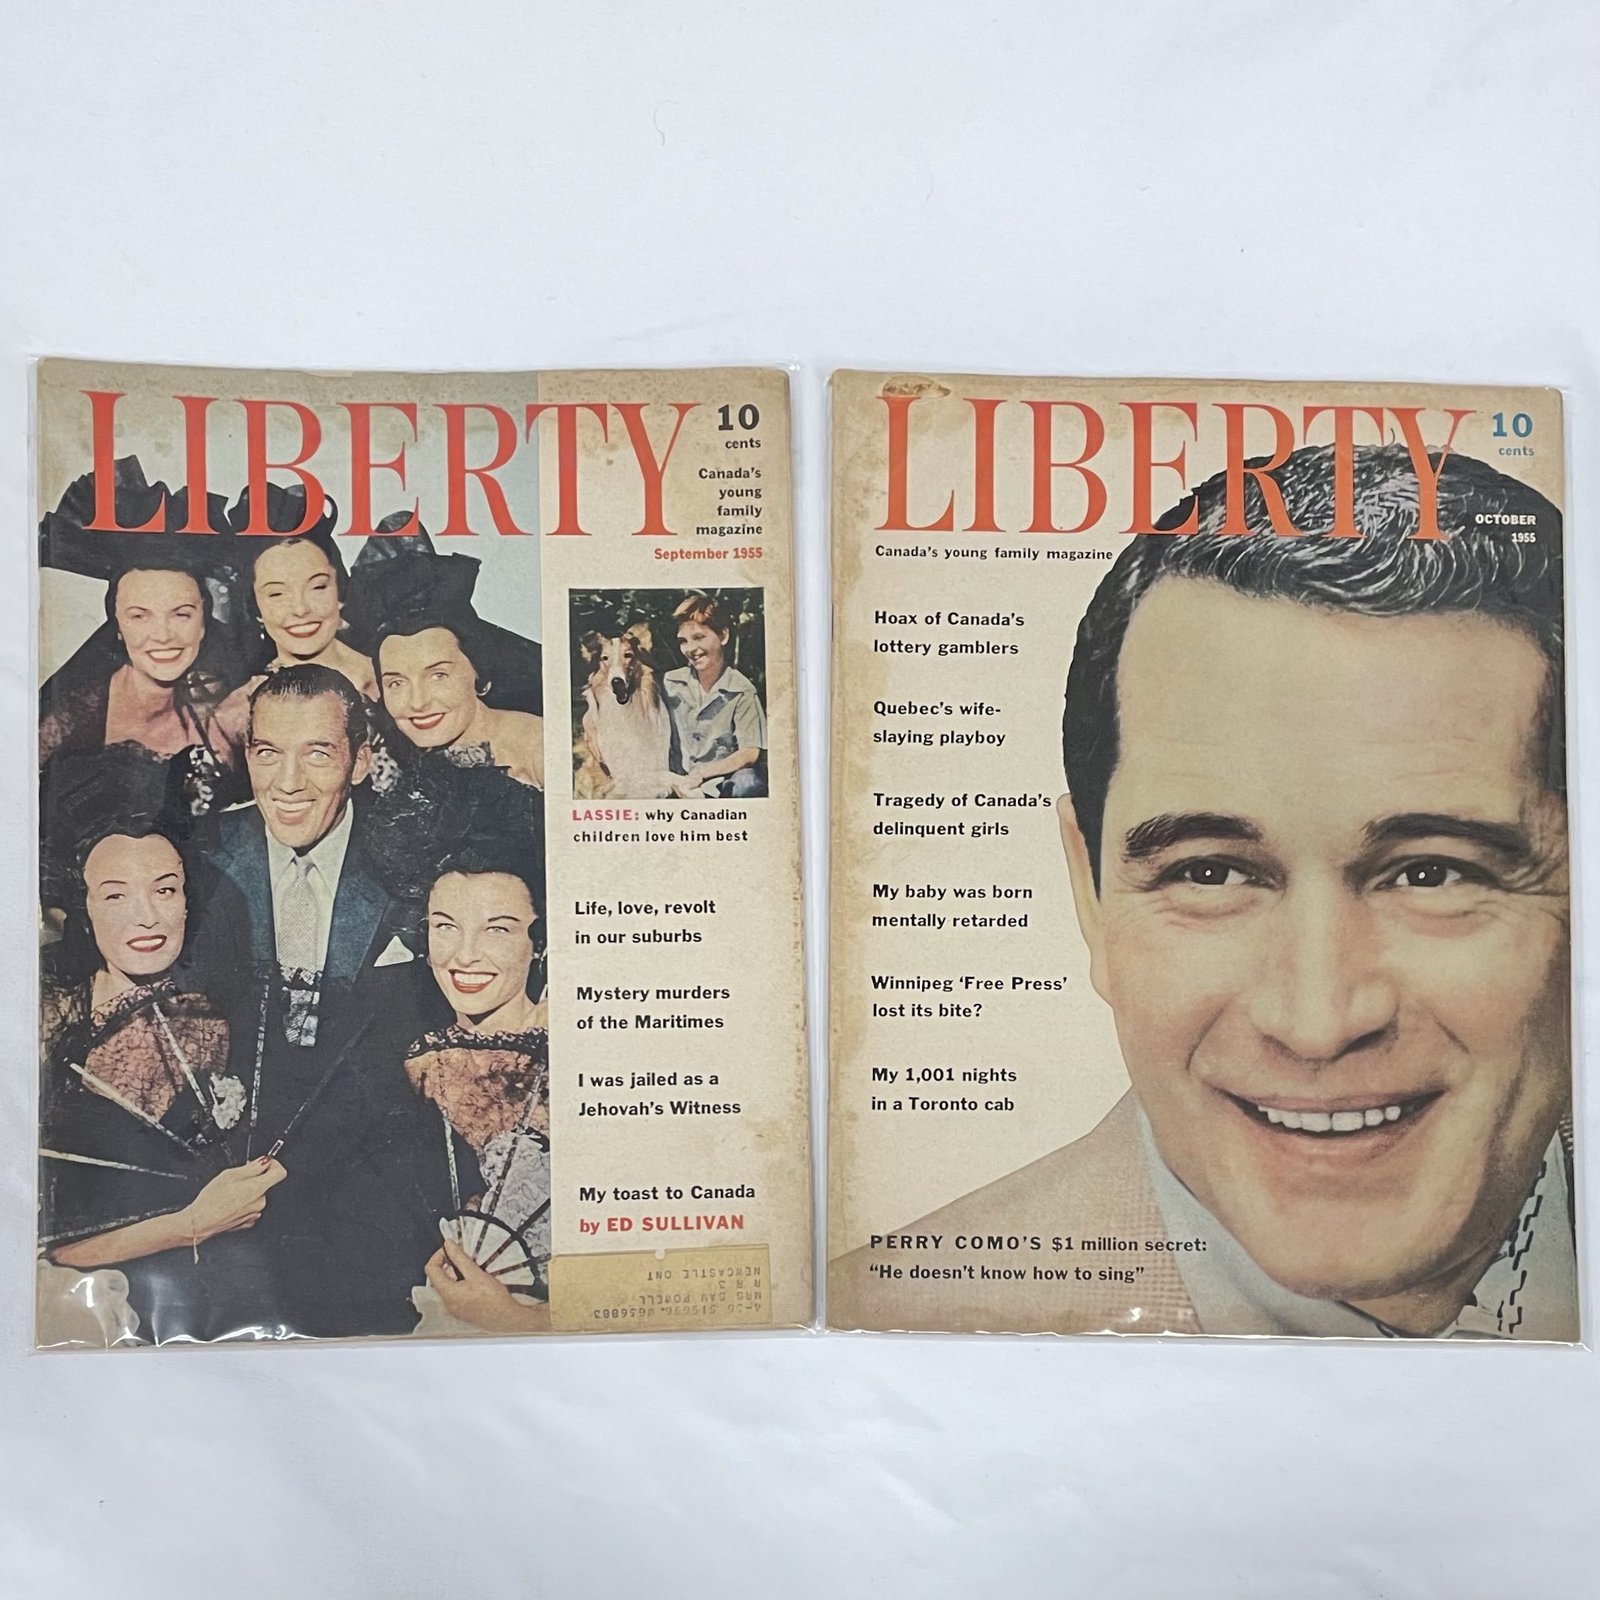 LIBERTY
10
cents
Canada's
young
family
magazine
September 1955
LASSIE: why Canadian
children love him best
Life, love, revolt
in our suburbs
Mystery murders
of the Maritimes
I was jailed as a
Jehovah's Witness
My toast to Canada
by ED SULLIVAN
MRS SAM POWELL
R R 3
NEWCASTLE ONT
LIBERTY
10
cents
OCTOBER
1955
Canada's young family magazine
Hoax of Canada's
lottery gamblers
Quebec's wife-
slaying playboy
Tragedy of Canada's
delinquent girls
My baby was born
mentally retarded
Winnipeg 'Free Press'
lost its bite?
My 1,001 nights
in a Toronto cab
PERRY COMO'S $1 million secret:
"He doesn't know how to sing"